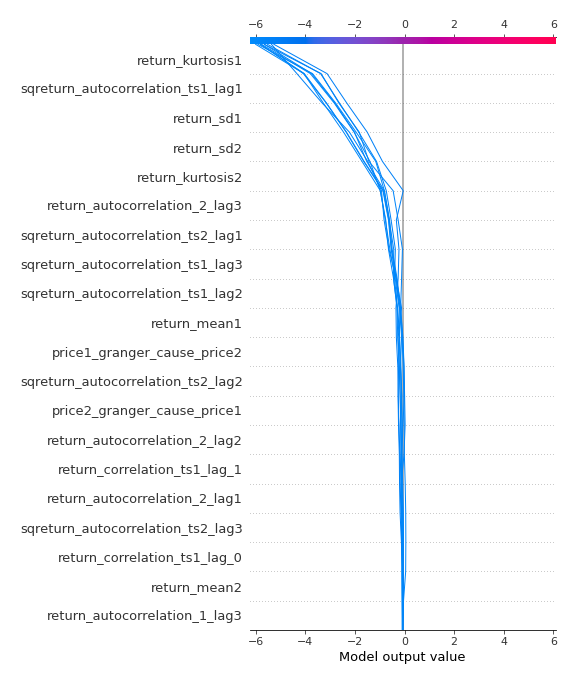 −6 −4 −2 0 2 4 6
return_kurtosis1
sqreturn_autocorrelation_ts1_lag1
return_sd1
return_sd2
return_kurtosis2
return_autocorrelation_2_lag3
sqreturn_autocorrelation_ts2_lag1
sqreturn_autocorrelation_ts1_lag3
sqreturn_autocorrelation_ts1_lag2
return_mean1
price1_granger_cause_price2
sqreturn_autocorrelation_ts2_lag2
price2_granger_cause_price1
return_autocorrelation_2_lag2
return_correlation_ts1_lag_1
return_autocorrelation_2_lag1
sqreturn_autocorrelation_ts2_lag3
return_correlation_ts1_lag_0
return_mean2
return_autocorrelation_1_lag3
−6 −4 −2 0 2 4 6
Model output value